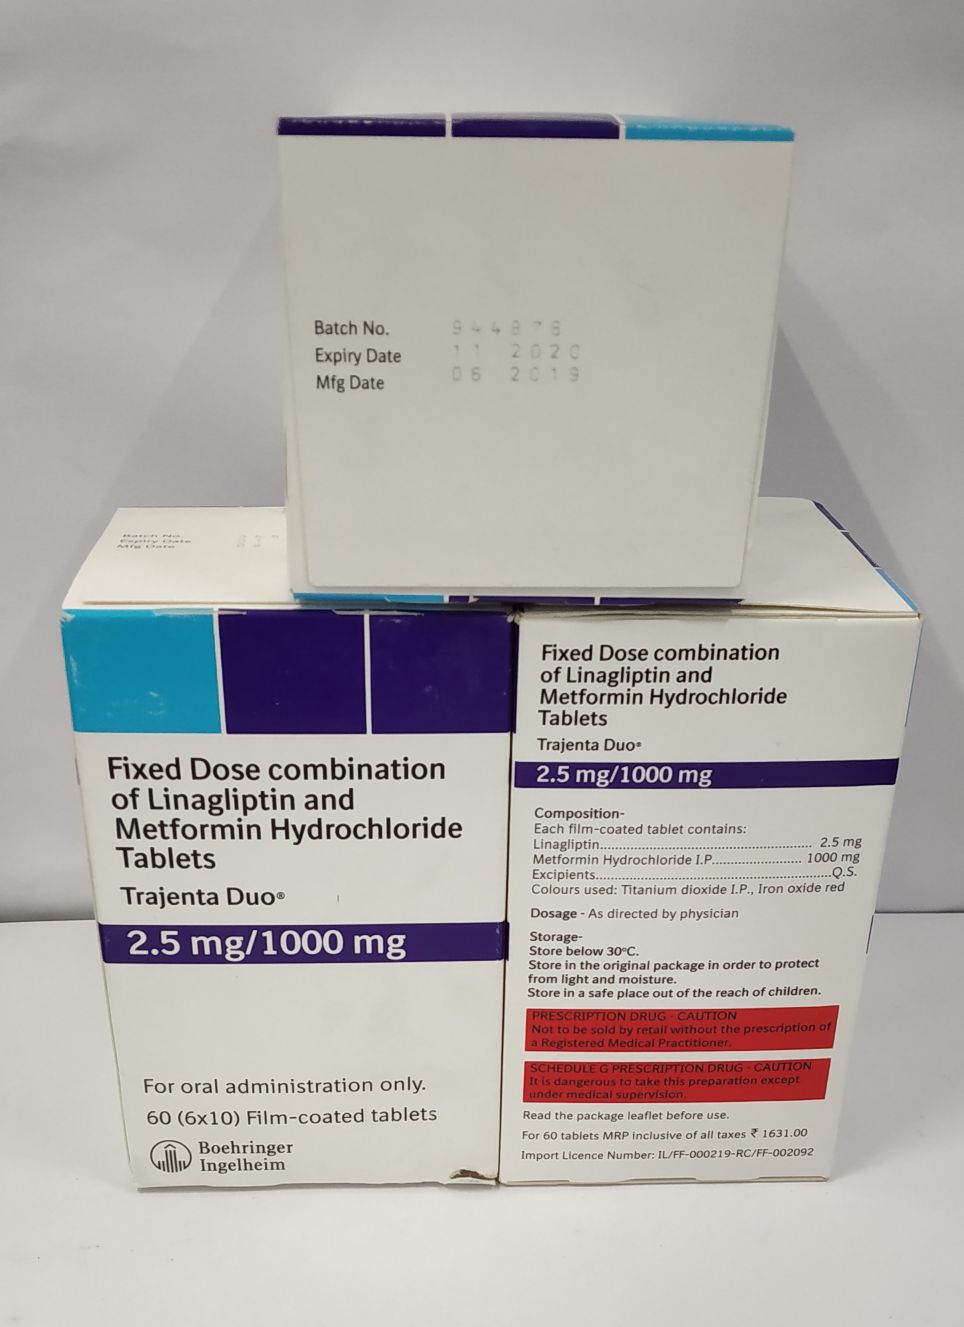 Batch No. 944878
Expiry Date 11 2020
Mfg Date 06 2019
Batch No.
Expiry Date
Mfg Date
Fixed Dose combination
of Linagliptin and
Metformin Hydrochloride
Tablets
Trajenta Duo®
2.5 mg/1000 mg
For oral administration only.
60 (6x10) Film-coated tablets
Boehringer
Ingelheim
Fixed Dose combination
of Linagliptin and
Metformin Hydrochloride
Tablets
Trajenta Duo®
2.5 mg/1000 mg
Composition-
Each film-coated tablet contains:
Linagliptin.......................................................... 2.5 mg
Metformin Hydrochloride I.P........................ 1000 mg
Excipients................................................................Q.S.
Colours used: Titanium dioxide I.P., Iron oxide red
Dosage - As directed by physician
Storage-
Store below 30°C.
Store in the original package in order to protect
from light and moisture.
Store in a safe place out of the reach of children.
PRESCRIPTION DRUG - CAUTION
Not to be sold by retail without the prescription of
a Registered Medical Practitioner.
SCHEDULE G PRESCRIPTION DRUG - CAUTION
It is dangerous to take this preparation except
under medical supervision.
Read the package leaflet before use.
For 60 tablets MRP inclusive of all taxes ₹ 1631.00
Import Licence Number: IL/FF-000219-RC/FF-002092